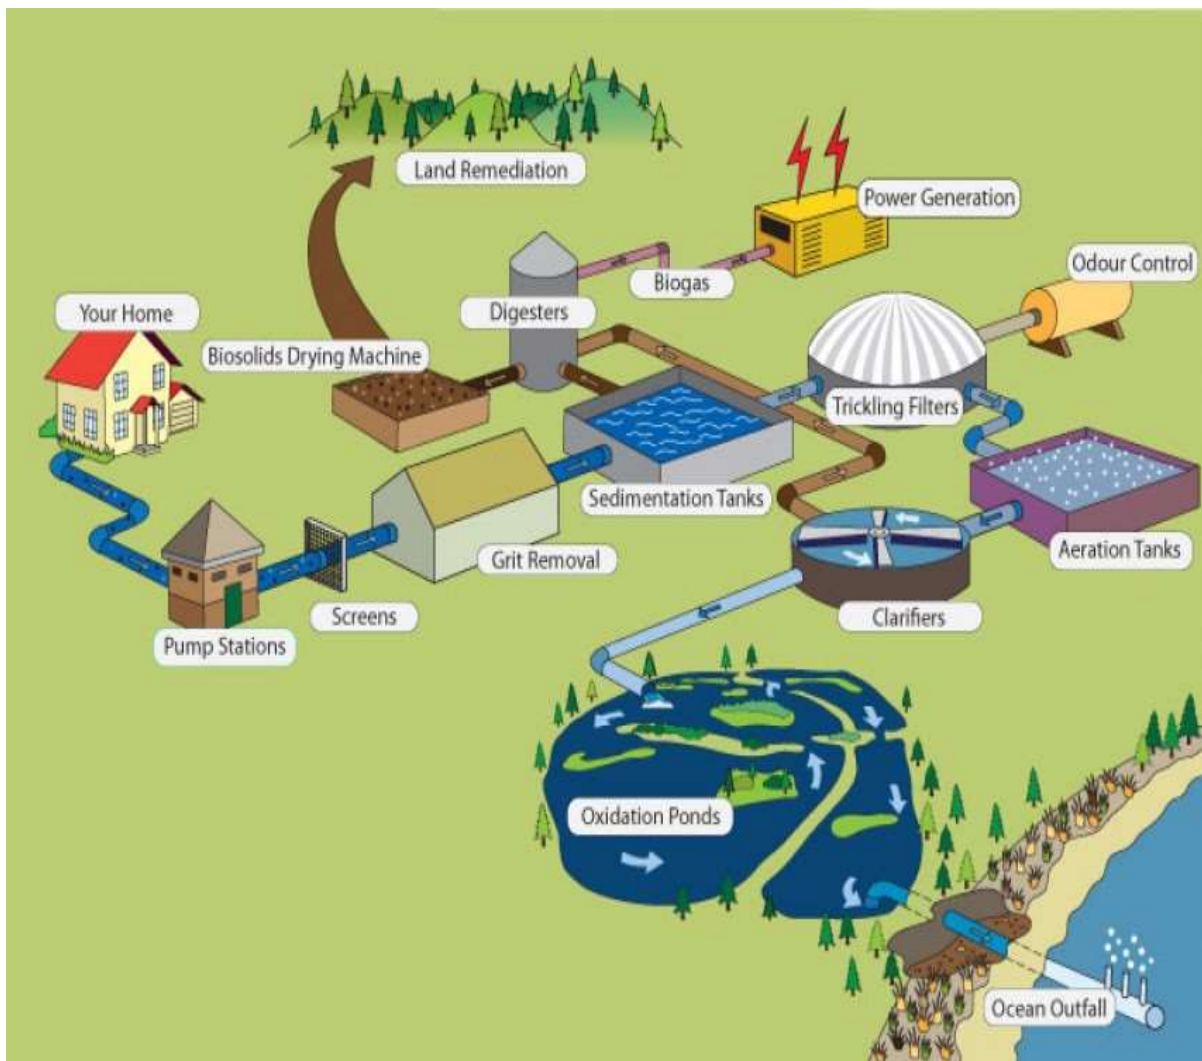 Land Remediation
Power Generation
Odour Control
Biogas
Your Home
Digesters
Biosolids Drying Machine
Trickling Filters
Sedimentation Tanks
Grit Removal
Aeration Tanks
Screens
Clarifiers
Pump Stations
Oxidation Ponds
Ocean Outfall